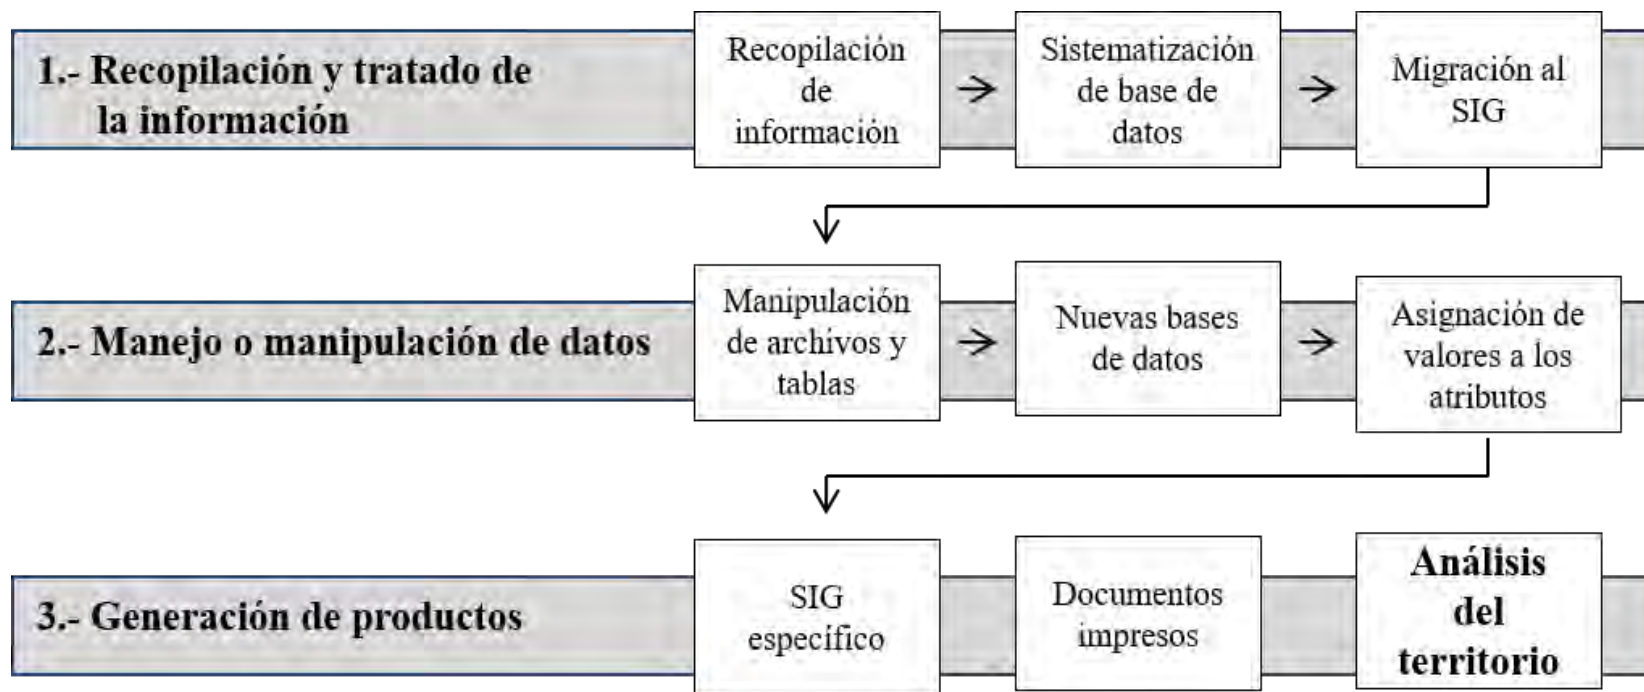 1.- Recopilación y tratado de
la información
Recopilación
de
información
Sistematización
de base de
datos
Migración al
SIG
2.- Manejo o manipulación de datos
Manipulación
de archivos y
tablas
Nuevas bases
de datos
Asignación de
valores a los
atributos
3.- Generación de productos
SIG
específico
Documentos
impresos
Análisis
del
territorio